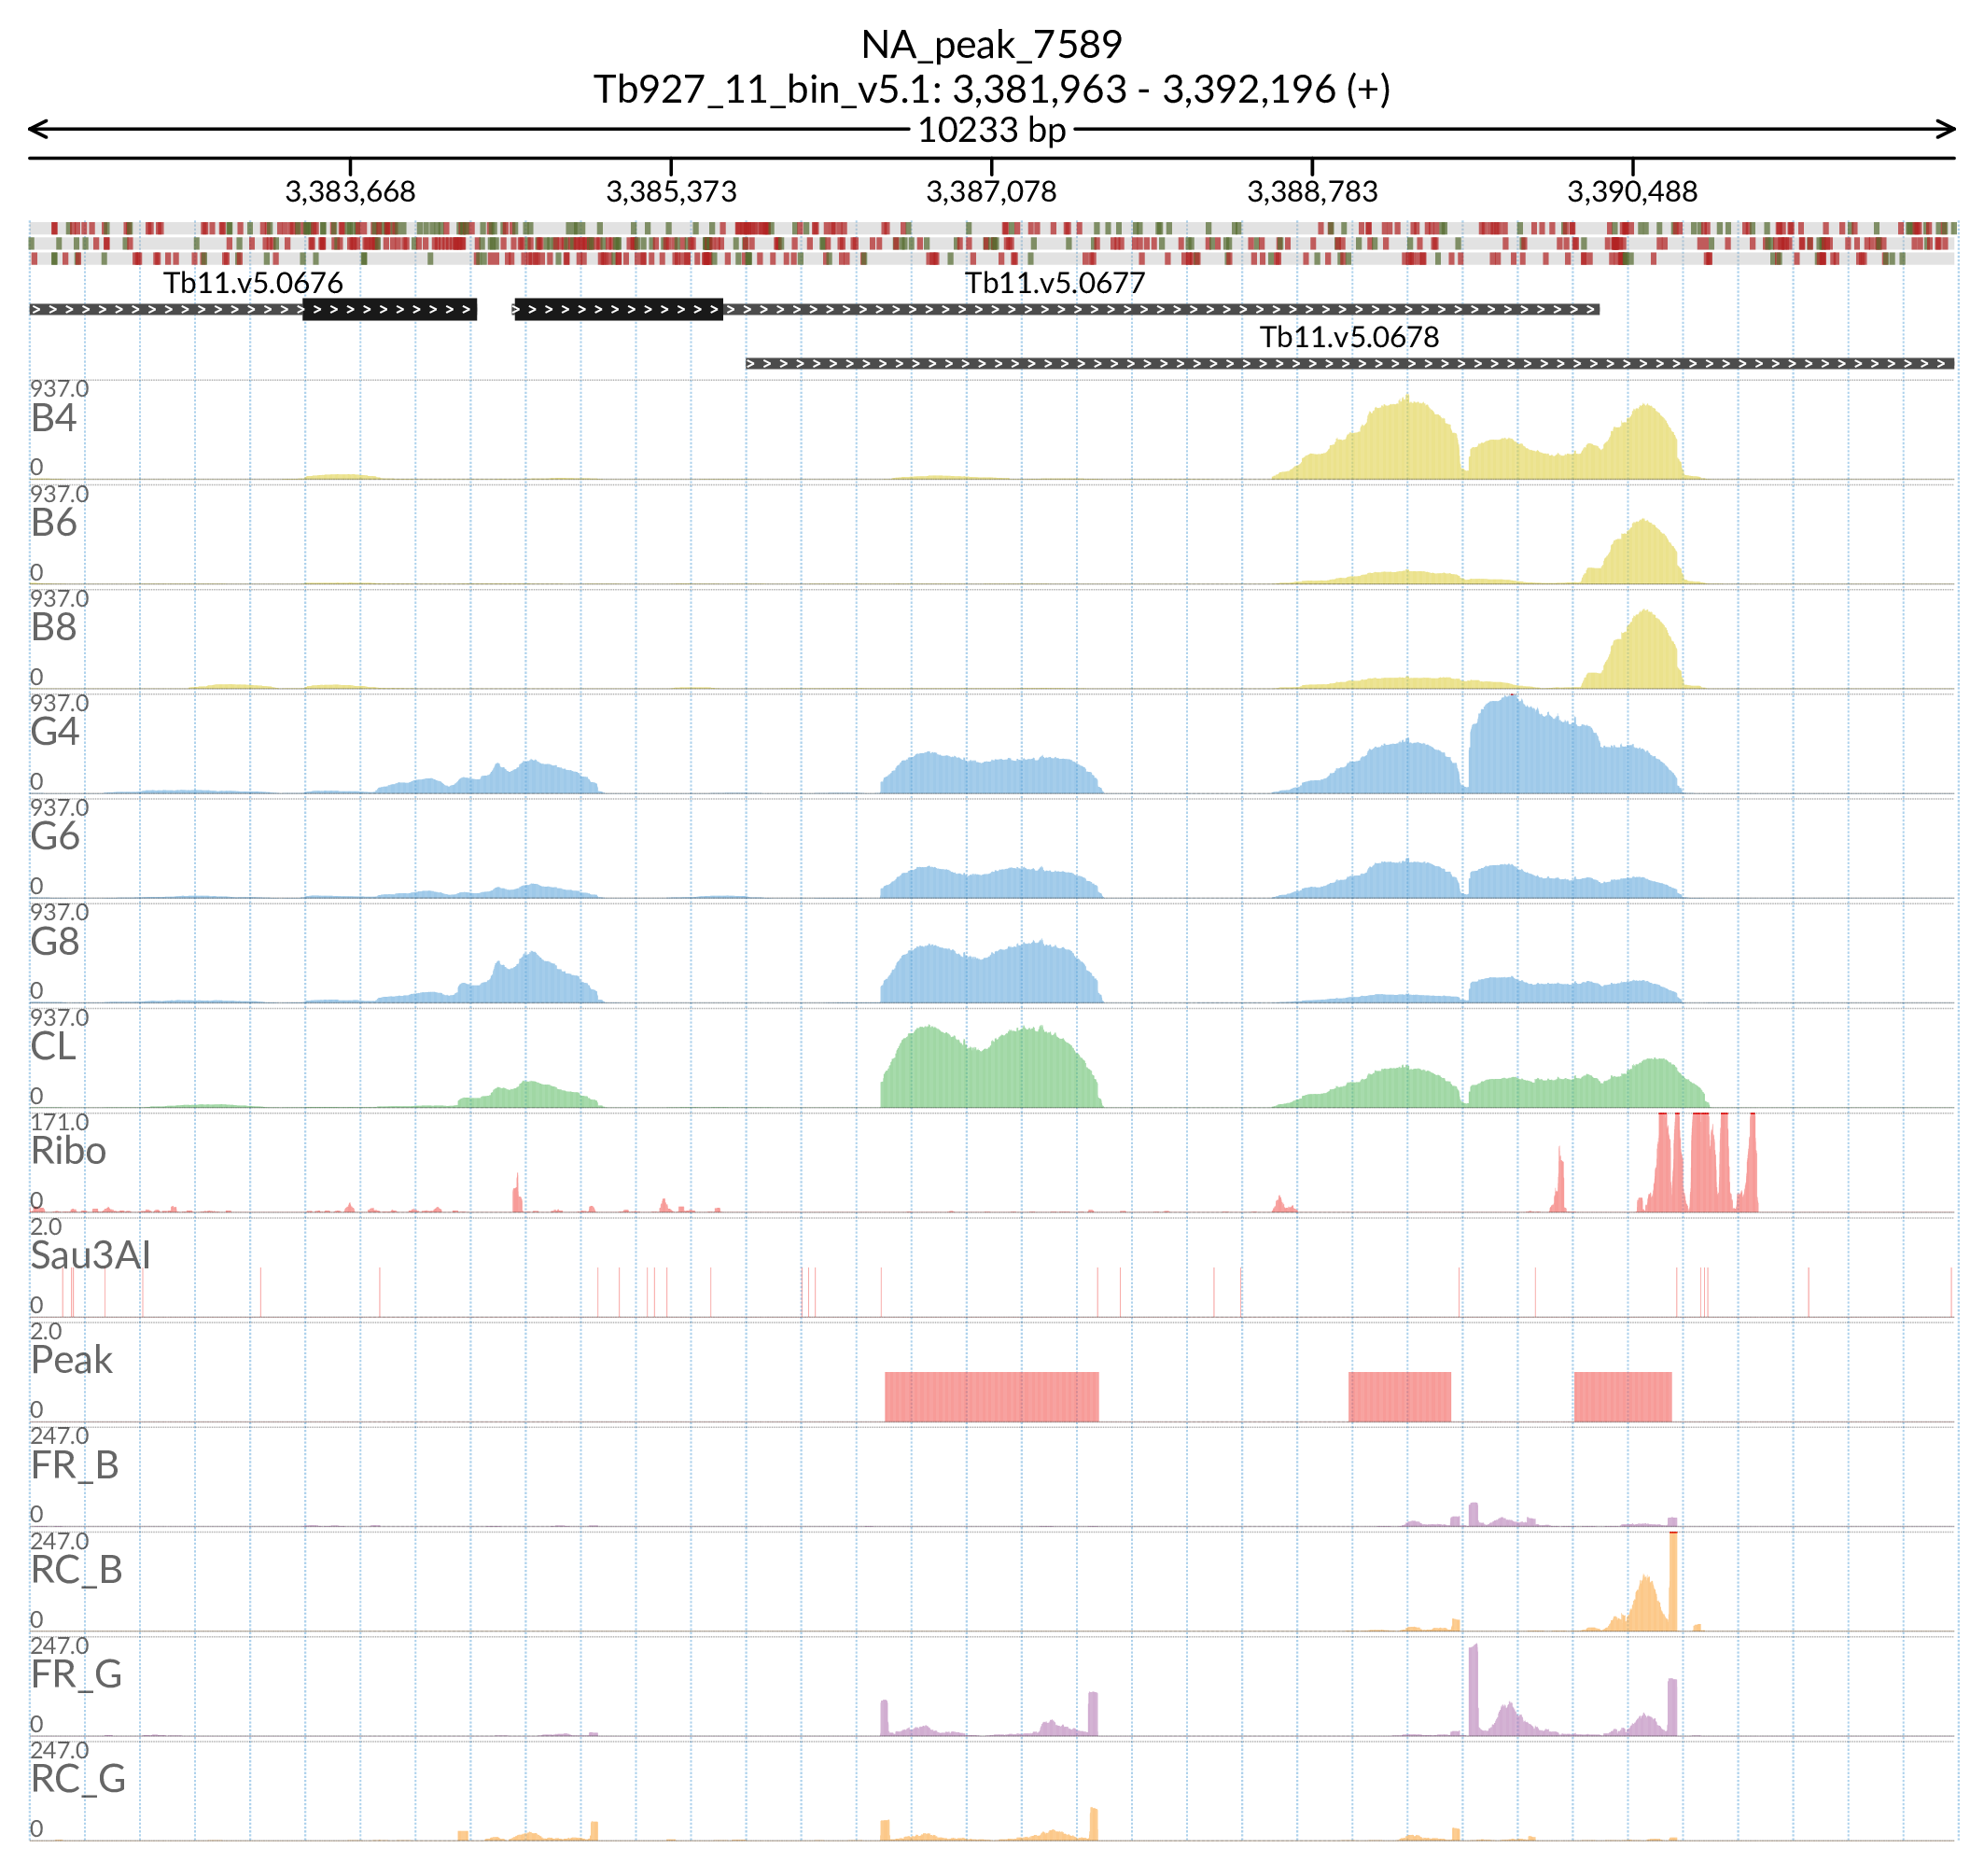 NA_peak_7589
Tb927_11_bin_v5.1: 3,381,963 - 3,392,196 (+)
10233 bp
3,383,668 3,385,373 3,387,078 3,388,783 3,390,488
Tb11.v5.0676 Tb11.v5.0677
Tb11.v5.0678
937.0
B4
0
937.0
B6
0
937.0
B8
0
937.0
G4
0
937.0
G6
0
937.0
G8
0
937.0
CL
0
171.0
Ribo
0
2.0
Sau3AI
0
2.0
Peak
0
247.0
FR_B
0
247.0
RC_B
0
247.0
FR_G
0
247.0
RC_G
0